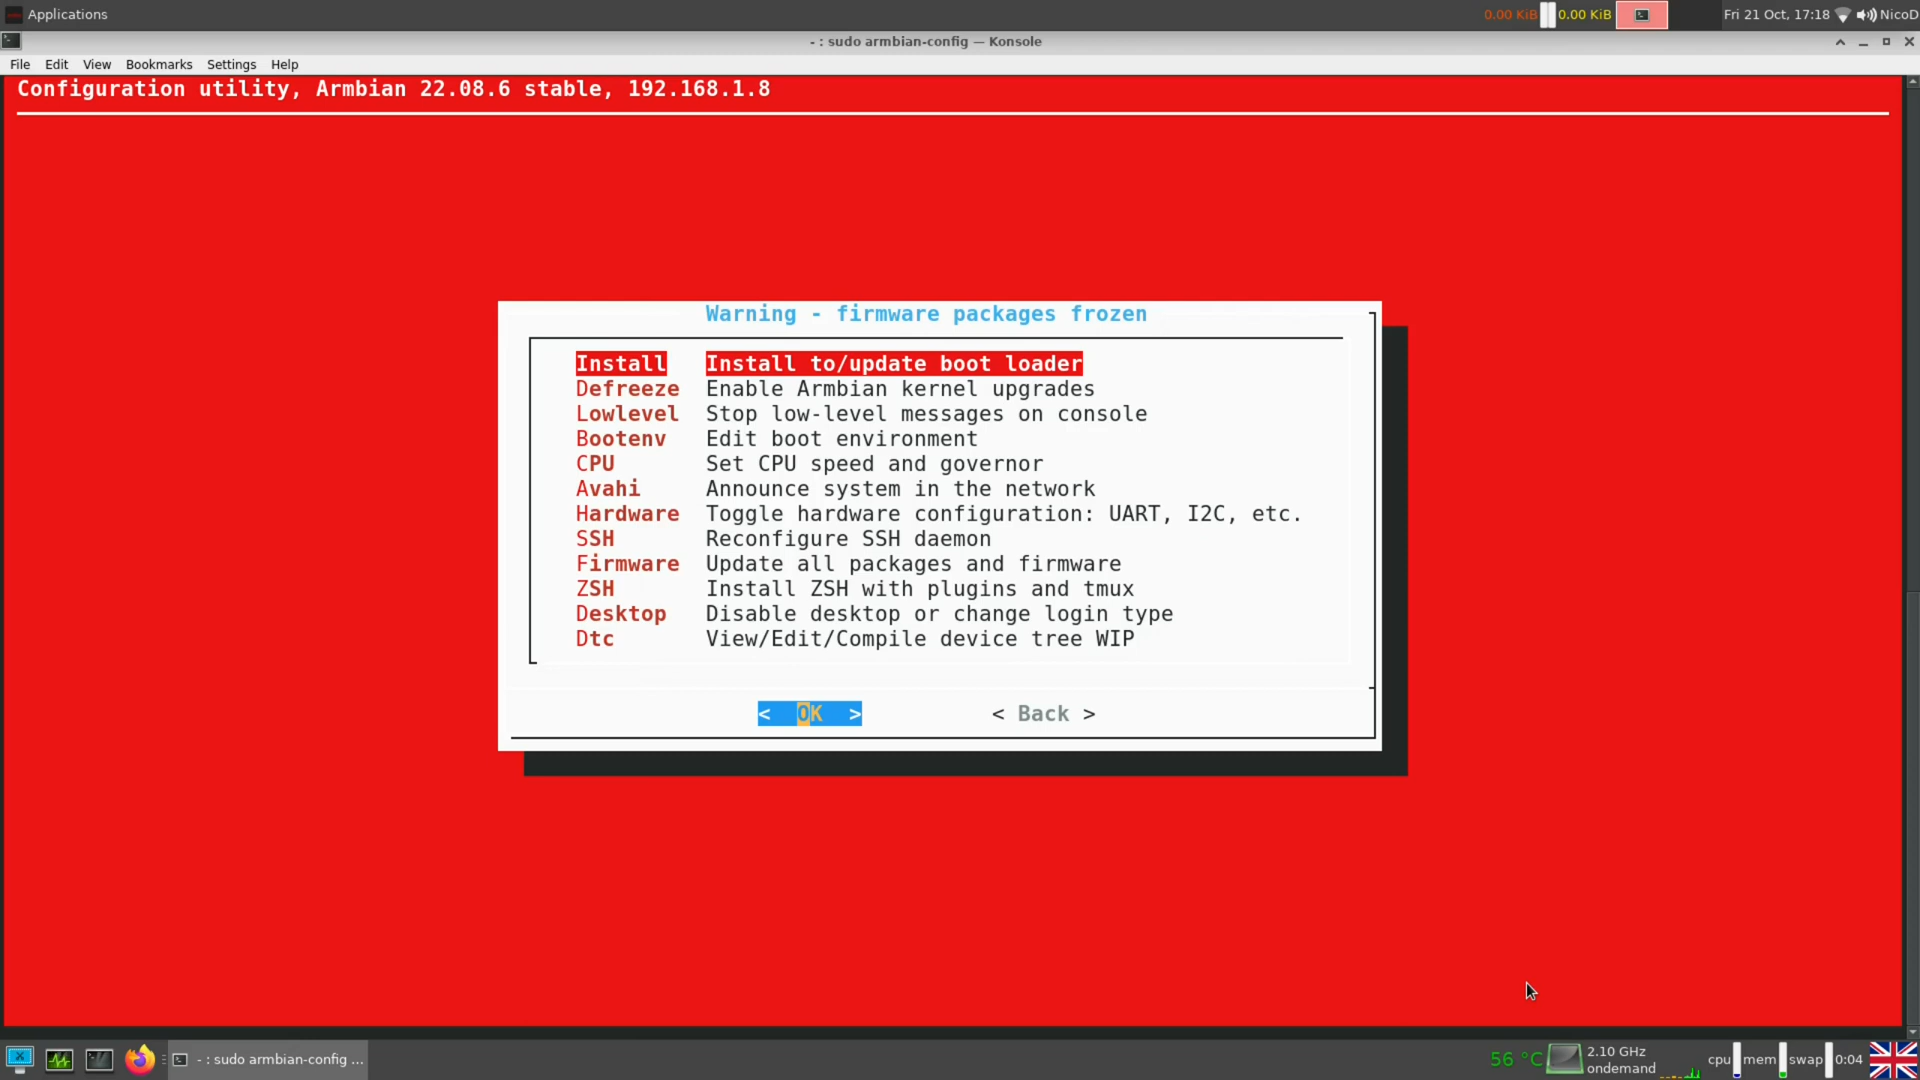 Applications
0.00 KiB 0.00 KiB Fri 21 Oct, 17:18 NicoD
- : sudo armbian-config — Konsole
File Edit View Bookmarks Settings Help
Configuration utility, Armbian 22.08.6 stable, 192.168.1.8
Warning - firmware packages frozen
Install Install to/update boot loader
Defreeze Enable Armbian kernel upgrades
Lowlevel Stop low-level messages on console
Bootenv Edit boot environment
CPU Set CPU speed and governor
Avahi Announce system in the network
Hardware Toggle hardware configuration: UART, I2C, etc.
SSH Reconfigure SSH daemon
Firmware Update all packages and firmware
ZSH Install ZSH with plugins and tmux
Desktop Disable desktop or change login type
Dtc View/Edit/Compile device tree WIP
< OK > < Back >
- : sudo armbian-config ...
56 °C
2.10 GHz
ondemand
cpu mem swap 0:04